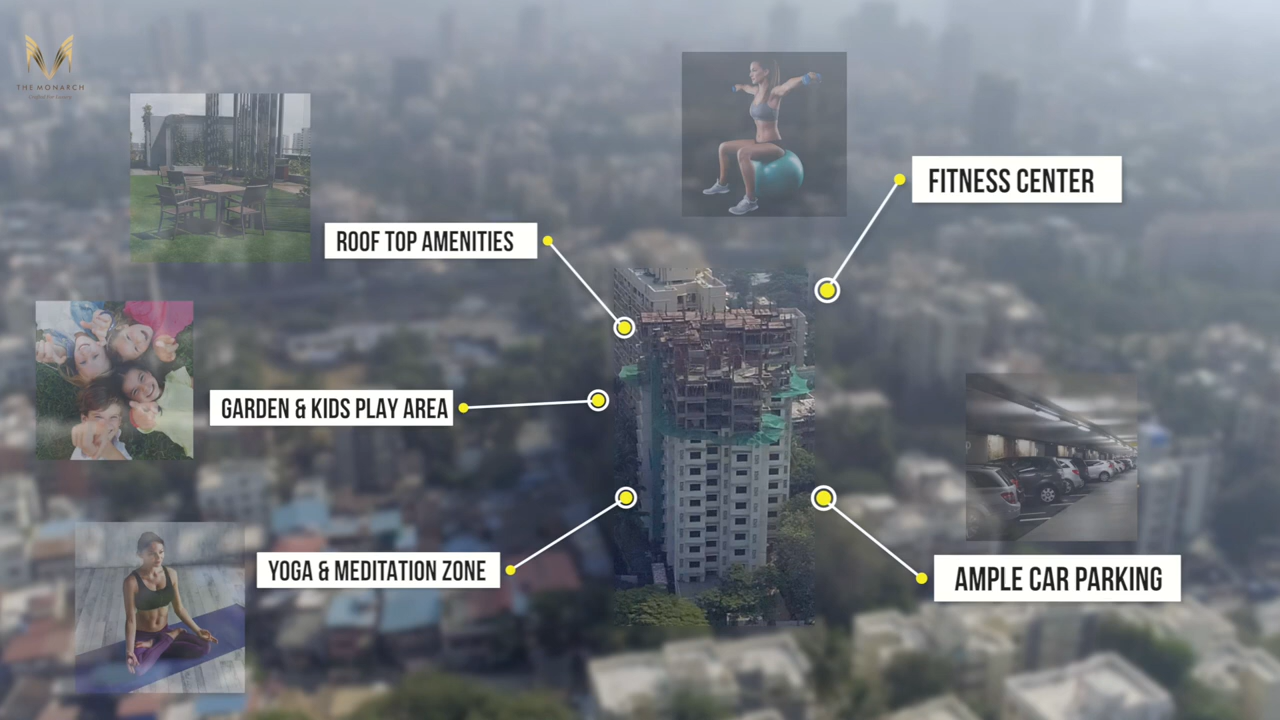 THE MONARCH
FITNESS CENTER
ROOF TOP AMENITIES
GARDEN & KIDS PLAY AREA
YOGA & MEDITATION ZONE
AMPLE CAR PARKING